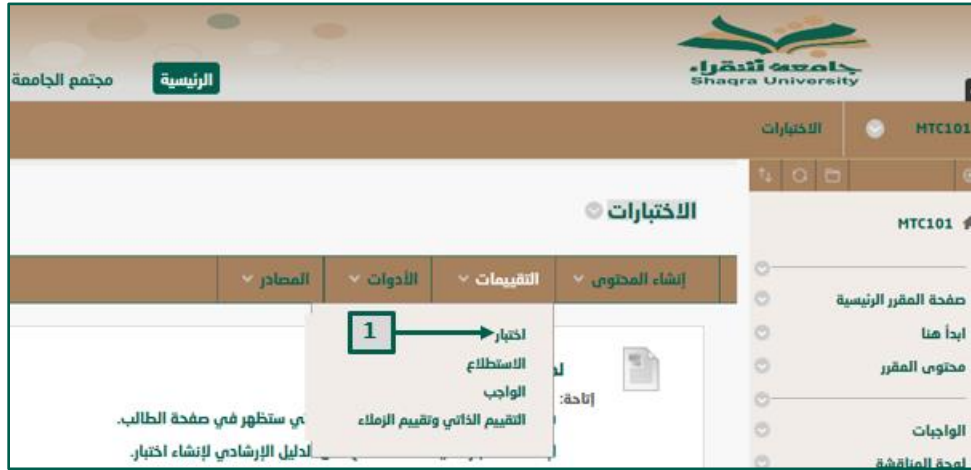 جامعة شقراء
Shaqra University
الرئيسية
مجتمع الجامعة
MTC101
الاختبارات
الاختبارات
MTC101
إنشاء المحتوى
التقييمات
الأدوات
المصادر
صفحة المقرر الرئيسية
ابدأ هنا
محتوى المقرر
الواجبات
لوحة المناقشة
1
اختبار
الاستطلاع
الواجب
التقييم الذاتي وتقييم الزملاء
إتاحة:
ستظهر في صفحة الطالب.
الدليل الإرشادي لإنشاء اختبار.